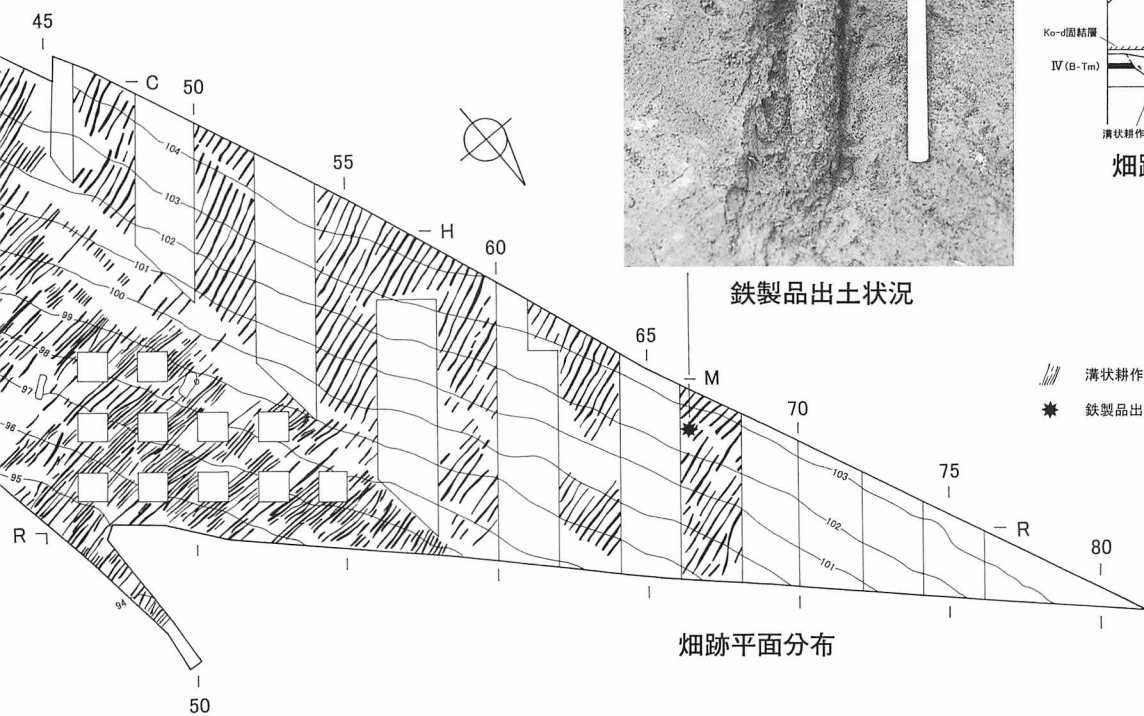 45
C
50
55
H
60
65
M
70
75
R
80
104
103
102
101
100
99
98
97
96
95
94
R
50
103
102
101
鉄製品出土状況
Ko-d固結層
Ⅳ(B-Tm)
溝状耕作
畑跡
溝状耕作
鉄製品出
畑跡平面分布